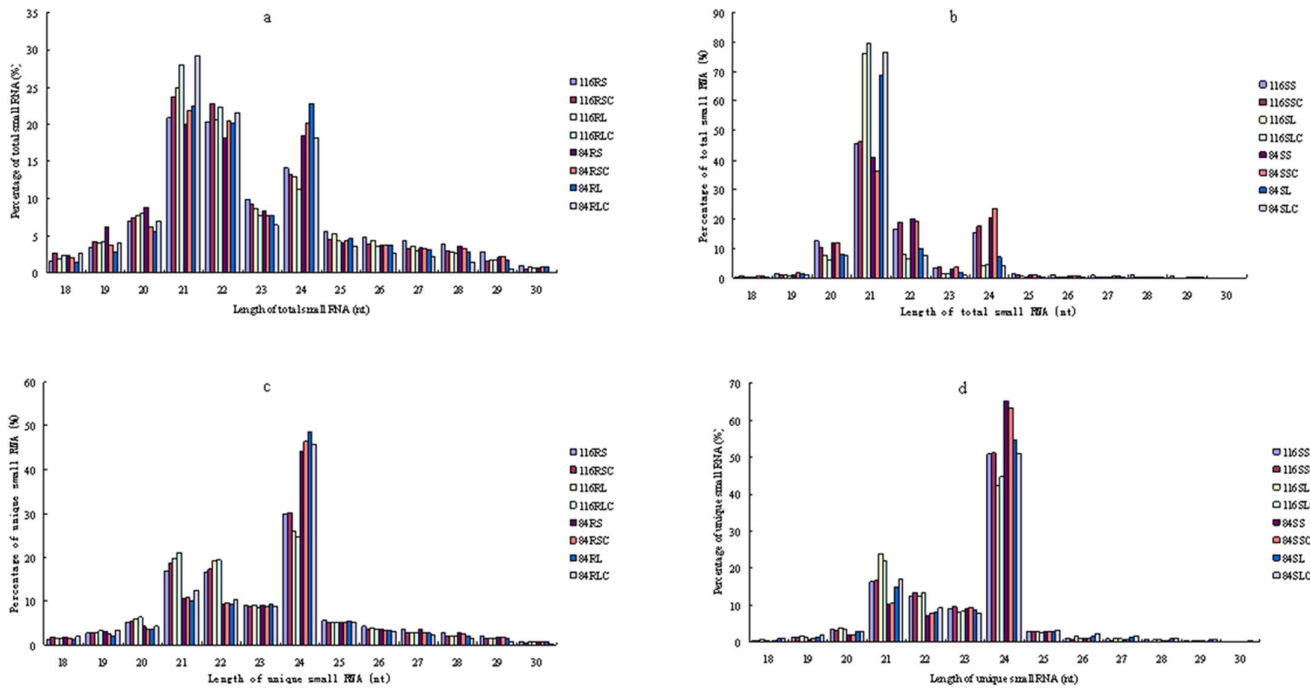 a
Percentage of total small RNA (%)
35
30
25
20
15
10
5
0
18 19 20 21 22 23 24 25 26 27 28 29 30
Length of total small RNA (nt)
116RS
116RSC
116RL
116RLC
84RS
84RSC
84RL
84RLC
b
Percentage of total small RNA (%)
90
80
70
60
50
40
30
20
10
0
18 19 20 21 22 23 24 25 26 27 28 29 30
Length of total small RNA (nt)
116SS
116SSC
116SL
116SLC
84SS
84SSC
84SL
84SLC
c
Percentage of unique small RNA (%)
60
50
40
30
20
10
0
18 19 20 21 22 23 24 25 26 27 28 29 30
Length of unique small RNA (nt)
116RS
116RSC
116RL
116RLC
84RS
84RSC
84RL
84RLC
d
Percentage of unique small RNA (%)
70
60
50
40
30
20
10
0
18 19 20 21 22 23 24 25 26 27 28 29 30
Length of unique small RNA (nt)
116SS
116SSC
116SL
116SLC
84SS
84SSC
84SL
84SLC